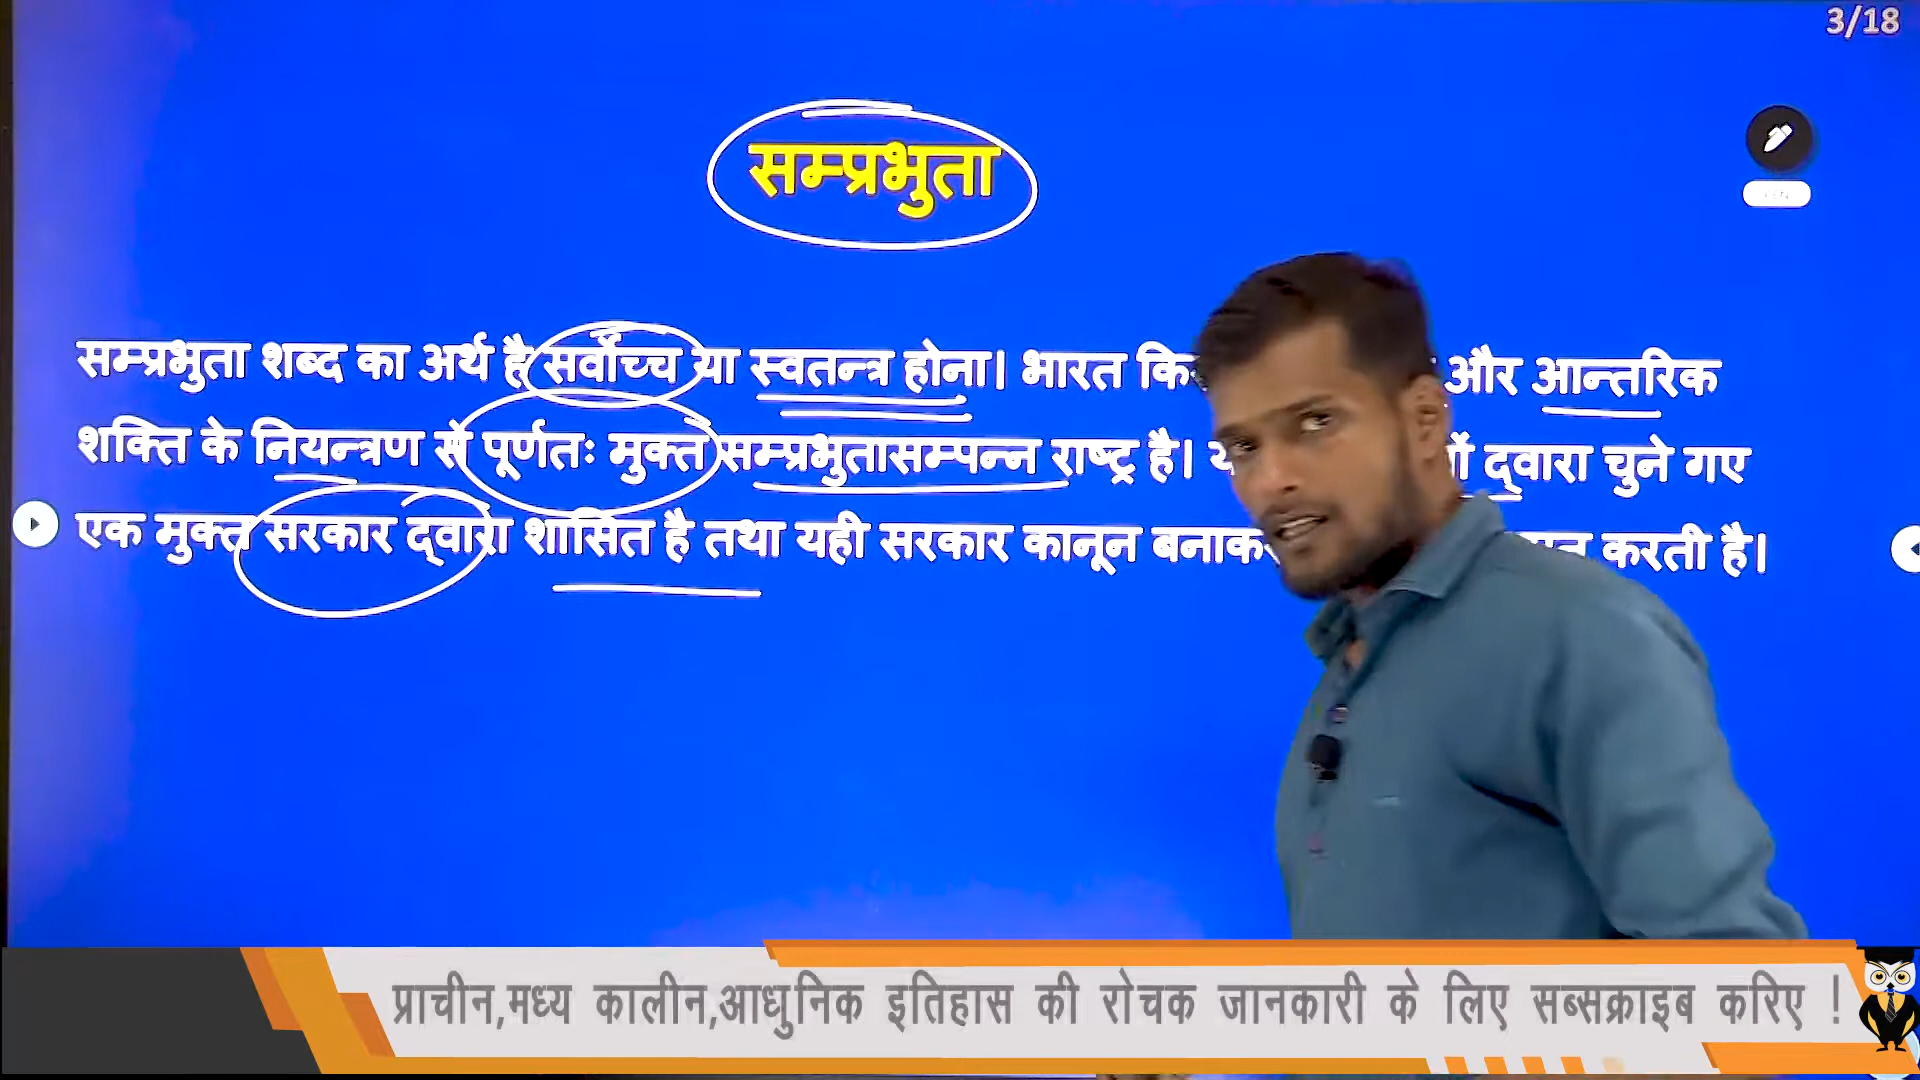 3/18
सम्प्रभुता
सम्प्रभुता शब्द का अर्थ है सर्वोच्च या स्वतन्त्र होना। भारत और आन्तरिक
शक्ति के नियन्त्रण से पूर्णतः मुक्त सम्प्रभुतासम्पन्न राष्ट्र है। द्वारा चुने गए
एक मुक्त सरकार द्वारा शासित है तथा यही सरकार कानून करती है।
प्राचीन,मध्य कालीन,आधुनिक इतिहास की रोचक जानकारी के लिए सब्सक्राइब करिए !